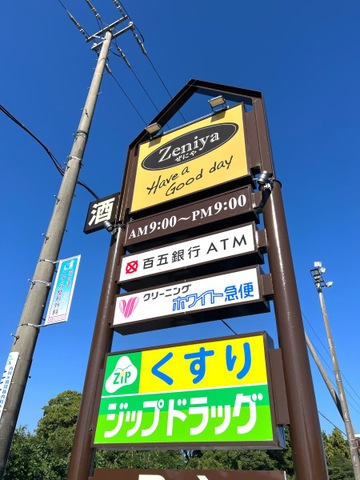 Zeniya
ぜにや
Have a
Good day
酒
AM9:00~PM9:00
百五銀行 ATM
クリーニング
ホワイト急便
ZiP
くすり
ジップドラッグ